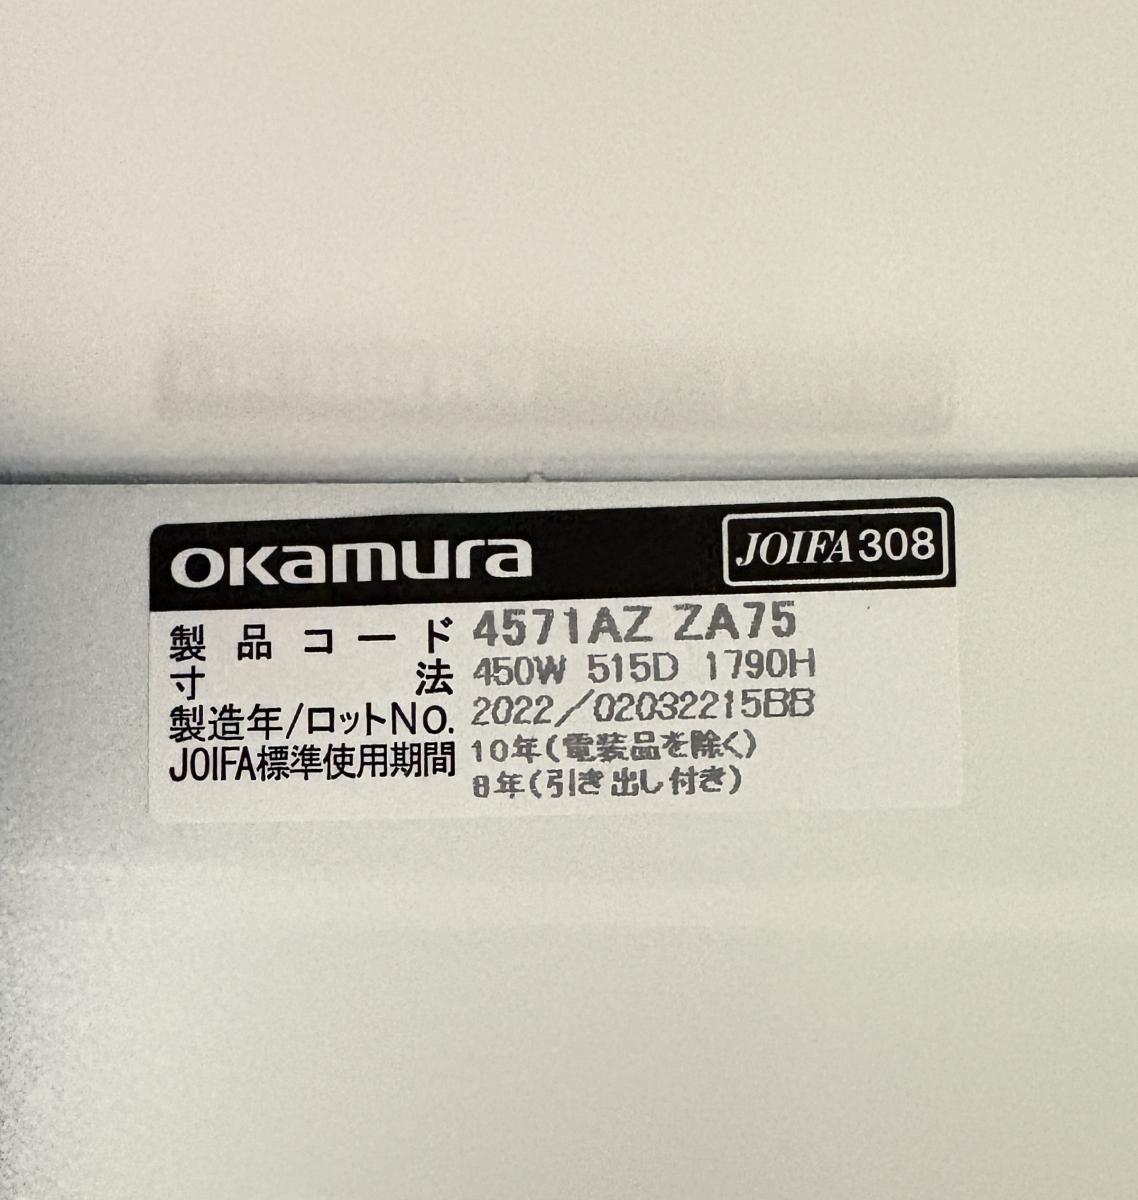 OKamura JOIFA308
製品コード 4571AZ ZA75
寸法 450W 515D 1790H
製造年/ロットNo. 2022/02032215BB
JOIFA標準使用期間 10年(電装品を除く)
8年(引き出し付き)